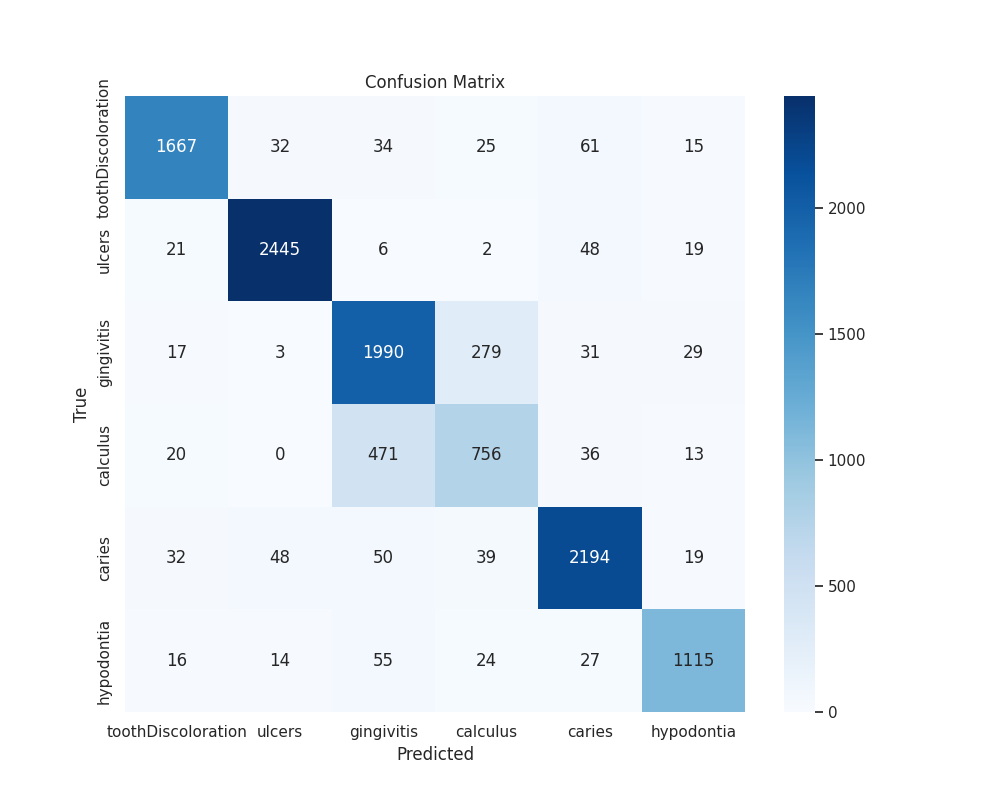 Confusion Matrix
toothDiscoloration 1667 32 34 25 61 15
ulcers 21 2445 6 2 48 19
gingivitis 17 3 1990 279 31 29
calculus 20 0 471 756 36 13
caries 32 48 50 39 2194 19
hypodontia 16 14 55 24 27 1115
True
toothDiscoloration ulcers gingivitis calculus caries hypodontia
Predicted
2000
1500
1000
500
0